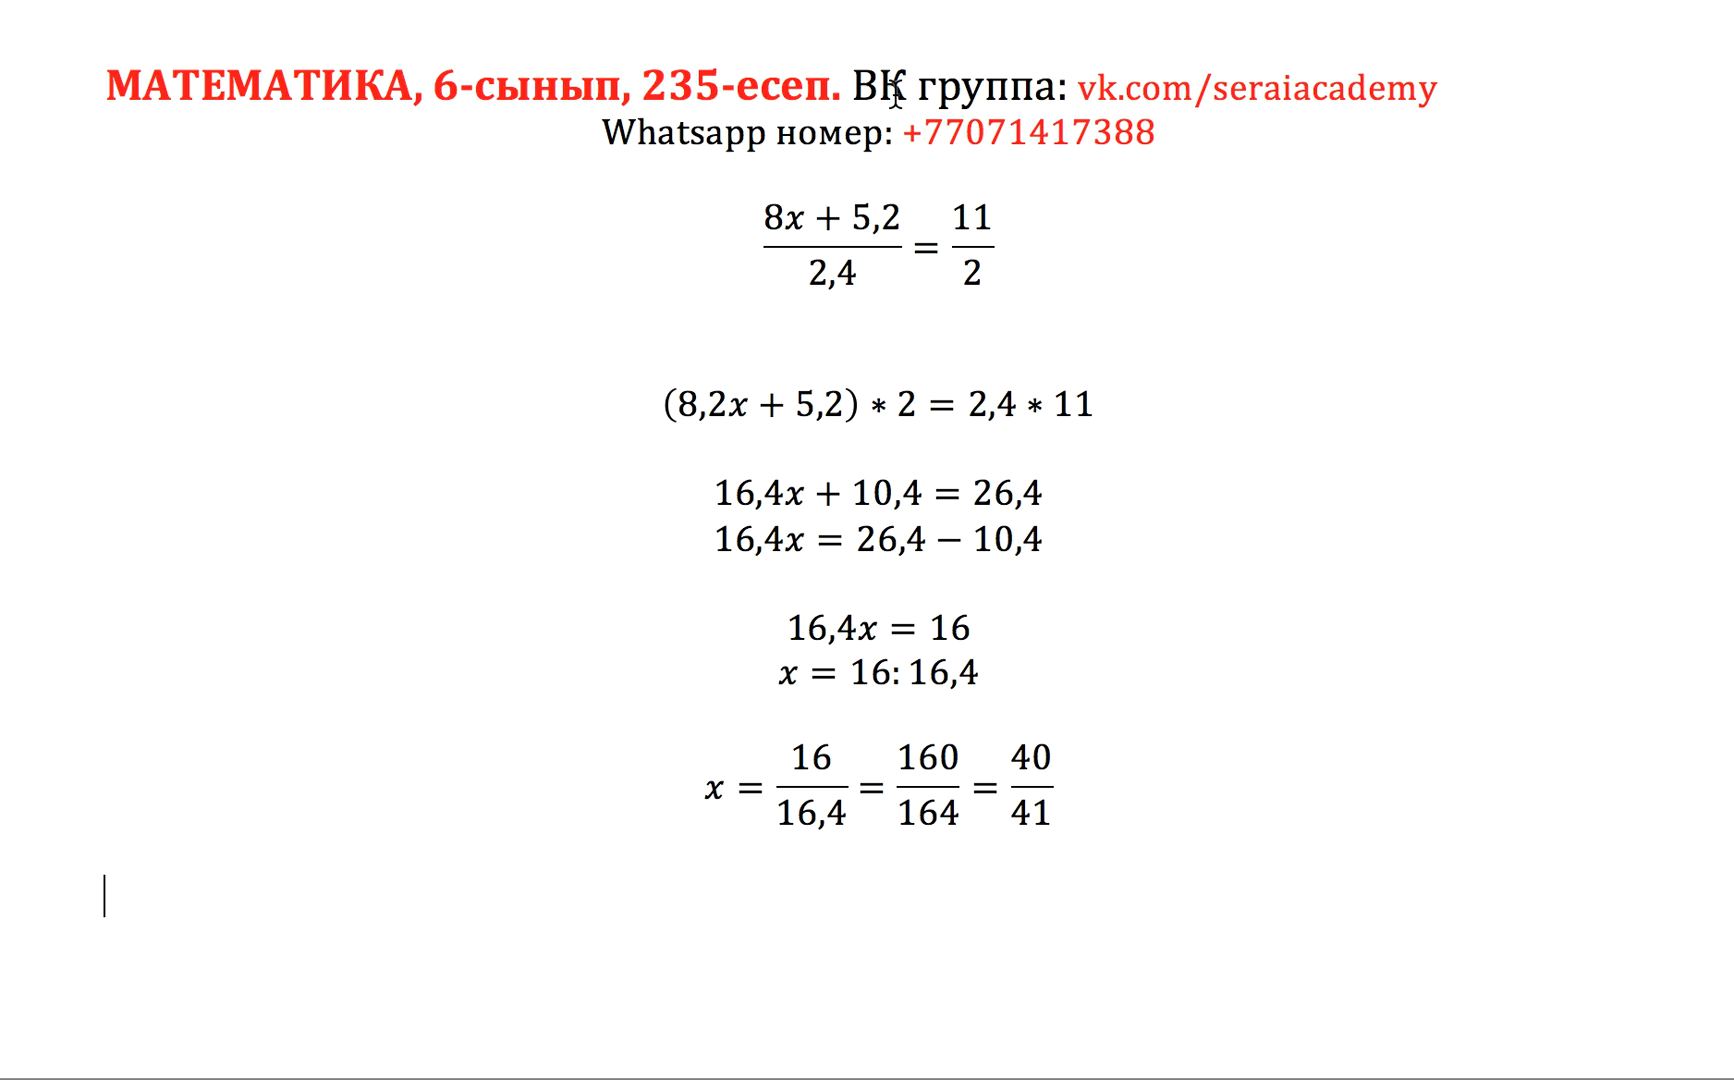 МАТЕМАТИКА, 6-сынып, 235-есеп. ВК группа: vk.com/seraiacademy
Whatsapp номер: +77071417388
(8x + 5,2)/2,4 = 11/2
(8,2x + 5,2) ∗ 2 = 2,4 ∗ 11
16,4x + 10,4 = 26,4
16,4x = 26,4 − 10,4
16,4x = 16
x = 16: 16,4
x = 16/16,4 = 160/164 = 40/41